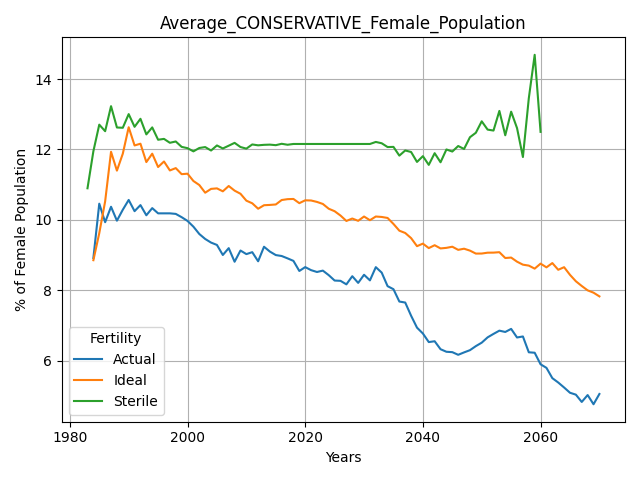 Average_CONSERVATIVE_Female_Population
% of Female Population
14
12
10
8
6
Fertility
Actual
Ideal
Sterile
1980
2000
2020
2040
2060
Years